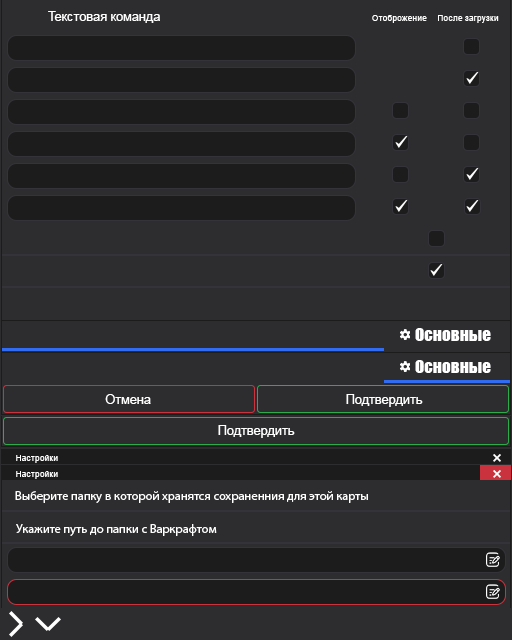 Текстовая команда Отоброжение После загрузки
Основные
Основные
Отмена Подтвердить
Подтвердить
Настройки
Настройки
Выберите папку в которой хранятся сохраненния для этой карты
Укажите путь до папки с Варкрафтом